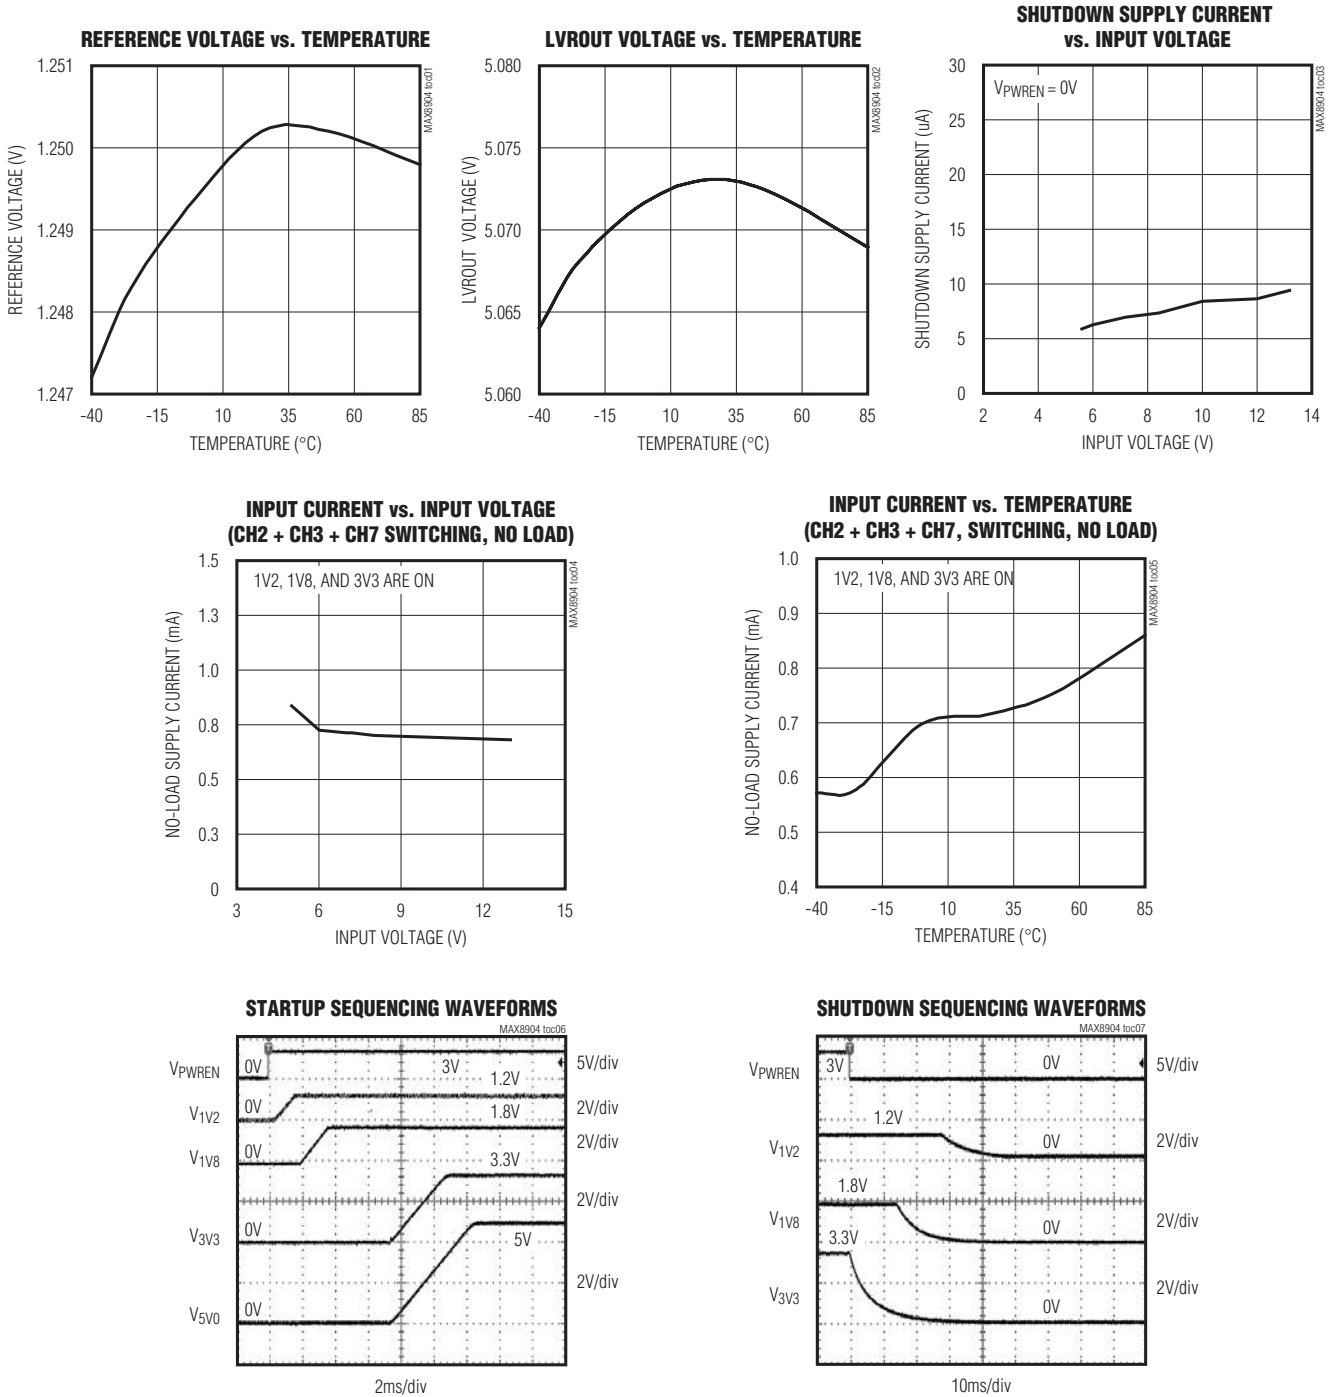 REFERENCE VOLTAGE vs. TEMPERATURE
MAX8904 toc01
REFERENCE VOLTAGE (V)
1.251
1.250
1.249
1.248
1.247
-40 -15 10 35 60 85
TEMPERATURE (°C)
LVROUT VOLTAGE vs. TEMPERATURE
MAX8904 toc02
LVROUT VOLTAGE (V)
5.080
5.075
5.070
5.065
5.060
-40 -15 10 35 60 85
TEMPERATURE (°C)
SHUTDOWN SUPPLY CURRENT
vs. INPUT VOLTAGE
MAX8904 toc03
VPWREN = 0V
SHUTDOWN SUPPLY CURRENT (uA)
30
25
20
15
10
5
0
2 4 6 8 10 12 14
INPUT VOLTAGE (V)
INPUT CURRENT vs. INPUT VOLTAGE
(CH2 + CH3 + CH7 SWITCHING, NO LOAD)
MAX8904 toc04
1V2, 1V8, AND 3V3 ARE ON
NO-LOAD SUPPLY CURRENT (mA)
1.5
1.3
1.0
0.8
0.5
0.3
0
3 6 9 12 15
INPUT VOLTAGE (V)
INPUT CURRENT vs. TEMPERATURE
(CH2 + CH3 + CH7, SWITCHING, NO LOAD)
MAX8904 toc05
1V2, 1V8, AND 3V3 ARE ON
NO-LOAD SUPPLY CURRENT (mA)
1.0
0.9
0.8
0.7
0.6
0.5
0.4
-40 -15 10 35 60 85
TEMPERATURE (°C)
STARTUP SEQUENCING WAVEFORMS
MAX8904 toc06
T
VPWREN 0V 3V 5V/div
1.2V
V1V2 0V 2V/div
1.8V
V1V8 0V 2V/div
3.3V
V3V3 0V 2V/div
5V
V5V0 0V 2V/div
2ms/div
SHUTDOWN SEQUENCING WAVEFORMS
MAX8904 toc07
T
VPWREN 3V 0V 5V/div
1.2V
V1V2 0V 2V/div
1.8V
V1V8 0V 2V/div
3.3V
V3V3 0V 2V/div
10ms/div